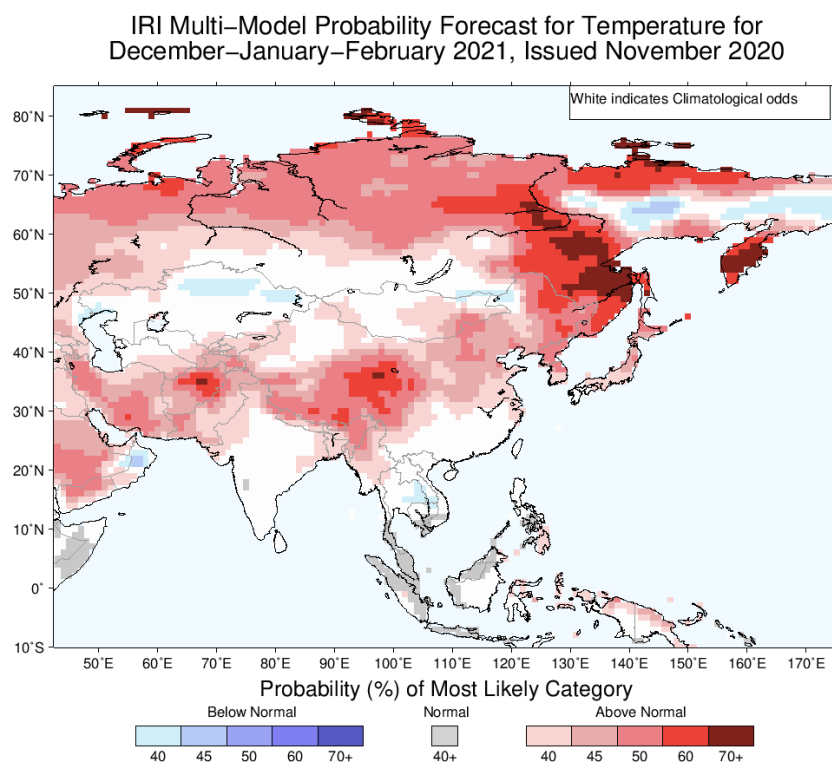 IRI Multi−Model Probability Forecast for Temperature for
December−January−February 2021, Issued November 2020
White indicates Climatological odds
80˚N
70˚N
60˚N
50˚N
40˚N
30˚N
20˚N
10˚N
0˚
10˚S
50˚E 60˚E 70˚E 80˚E 90˚E 100˚E 110˚E 120˚E 130˚E 140˚E 150˚E 160˚E 170˚E
Probability (%) of Most Likely Category
Below Normal Normal Above Normal
40 45 50 60 70+ 40+ 40 45 50 60 70+